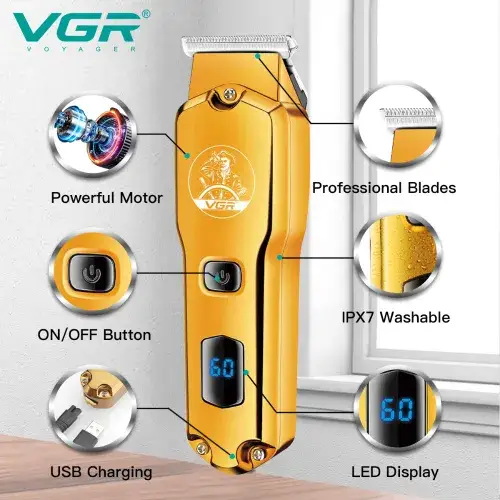 VGR
VOYAGER
Powerful Motor
Professional Blades
VGR
ON/OFF Button
IPX7 Washable
60
60
USB Charging
LED Display